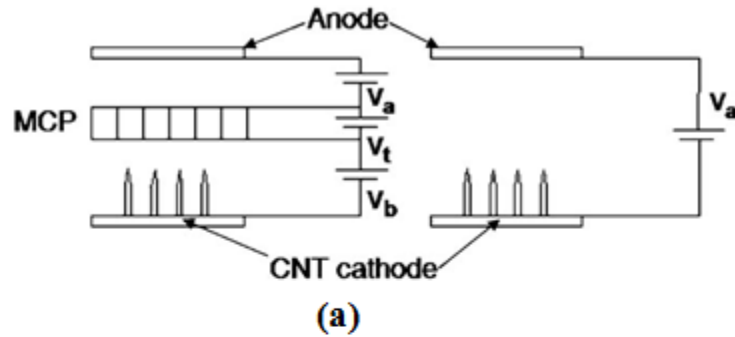 Anode
MCP
Va
Vt
Vb
Va
CNT cathode
(a)